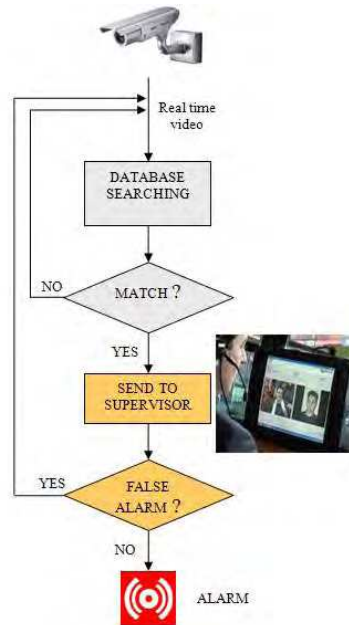 Real time
video
DATABASE
SEARCHING
NO
MATCH ?
YES
SEND TO
SUPERVISOR
YES
FALSE
ALARM ?
NO
ALARM